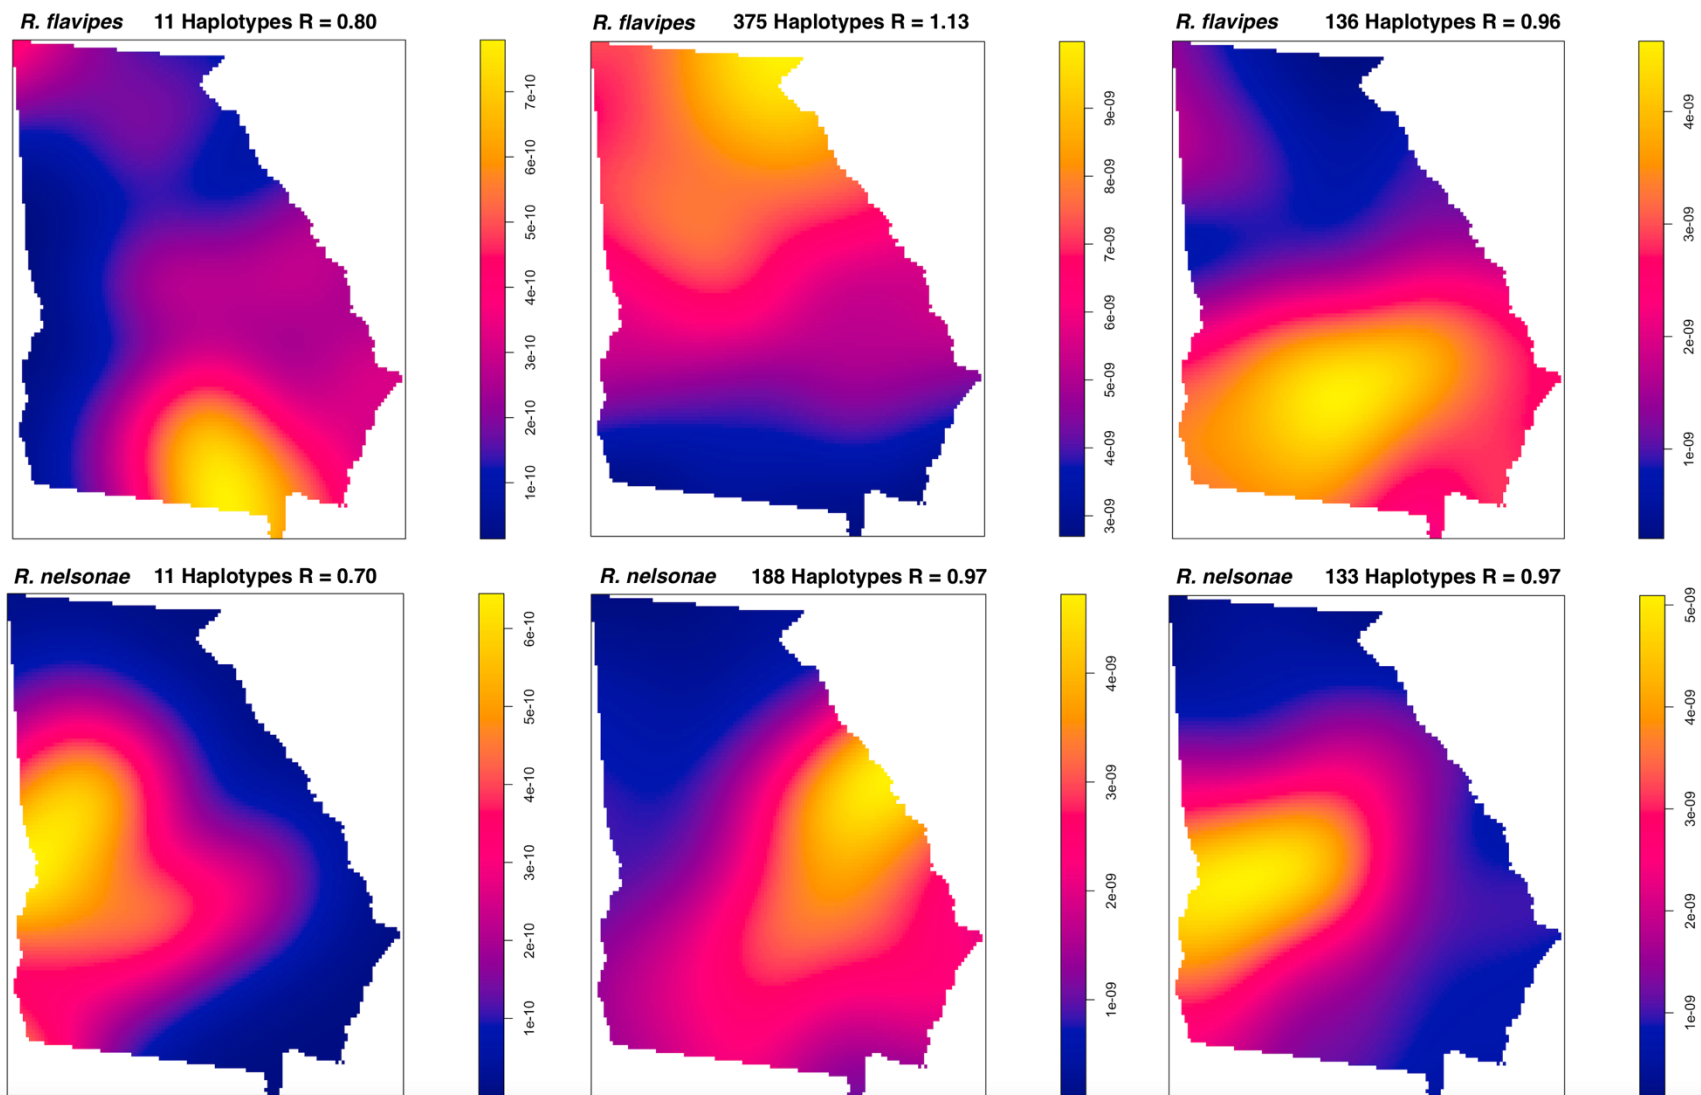 R. flavipes 11 Haplotypes R = 0.80
7e-10
6e-10
5e-10
4e-10
3e-10
2e-10
1e-10
R. flavipes 375 Haplotypes R = 1.13
9e-09
8e-09
7e-09
6e-09
5e-09
4e-09
3e-09
R. flavipes 136 Haplotypes R = 0.96
4e-09
3e-09
2e-09
1e-09
R. nelsonae 11 Haplotypes R = 0.70
6e-10
5e-10
4e-10
3e-10
2e-10
1e-10
R. nelsonae 188 Haplotypes R = 0.97
4e-09
3e-09
2e-09
1e-09
R. nelsonae 133 Haplotypes R = 0.97
5e-09
4e-09
3e-09
2e-09
1e-09